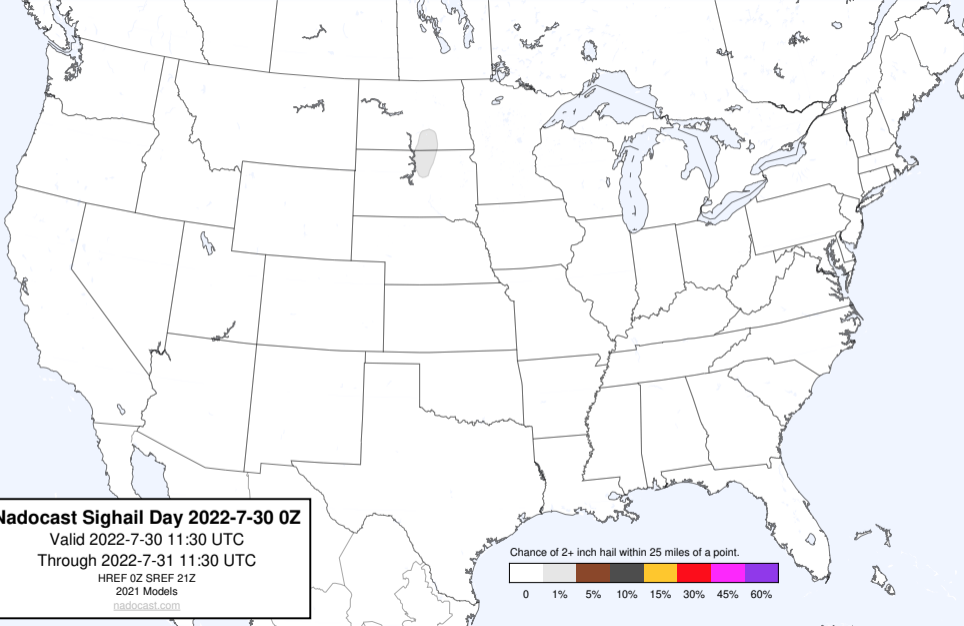 Nadocast Sighail Day 2022-7-30 0Z
Valid 2022-7-30 11:30 UTC
Through 2022-7-31 11:30 UTC
HREF 0Z SREF 21Z
2021 Models
nadocast.com
Chance of 2+ inch hail within 25 miles of a point.
0 1% 5% 10% 15% 30% 45% 60%